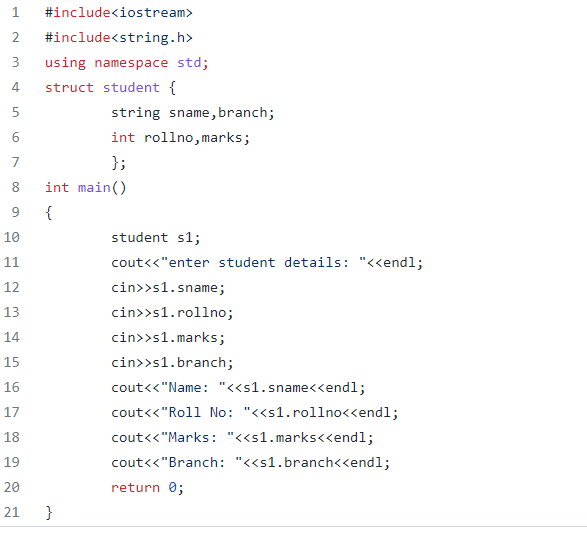 1 #include<iostream>
2 #include<string.h>
3 using namespace std;
4 struct student {
5 string sname,branch;
6 int rollno,marks;
7 };
8 int main()
9 {
10 student s1;
11 cout<<"enter student details: "<<endl;
12 cin>>s1.sname;
13 cin>>s1.rollno;
14 cin>>s1.marks;
15 cin>>s1.branch;
16 cout<<"Name: "<<s1.sname<<endl;
17 cout<<"Roll No: "<<s1.rollno<<endl;
18 cout<<"Marks: "<<s1.marks<<endl;
19 cout<<"Branch: "<<s1.branch<<endl;
20 return 0;
21 }